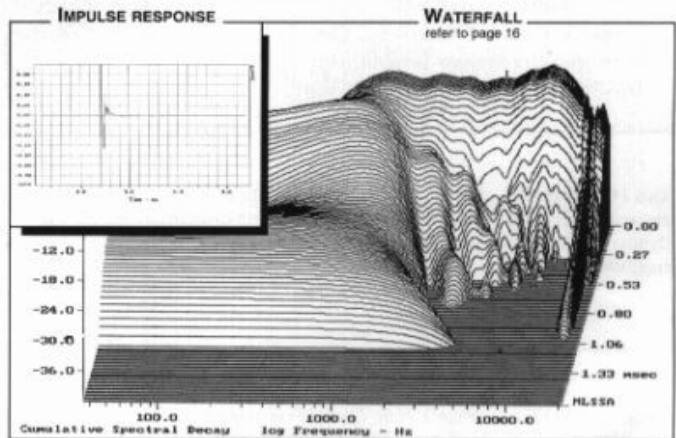 IMPULSE RESPONSE
WATERFALL
refer to page 16
Time - ms
-12.0
-18.0
-24.0
-30.0
-36.0
0.00
0.27
0.53
0.80
1.06
1.33 msec
MLSSA
100.0
1000.0
10000.0
Cumulative Spectral Decay
log Frequency - Hz